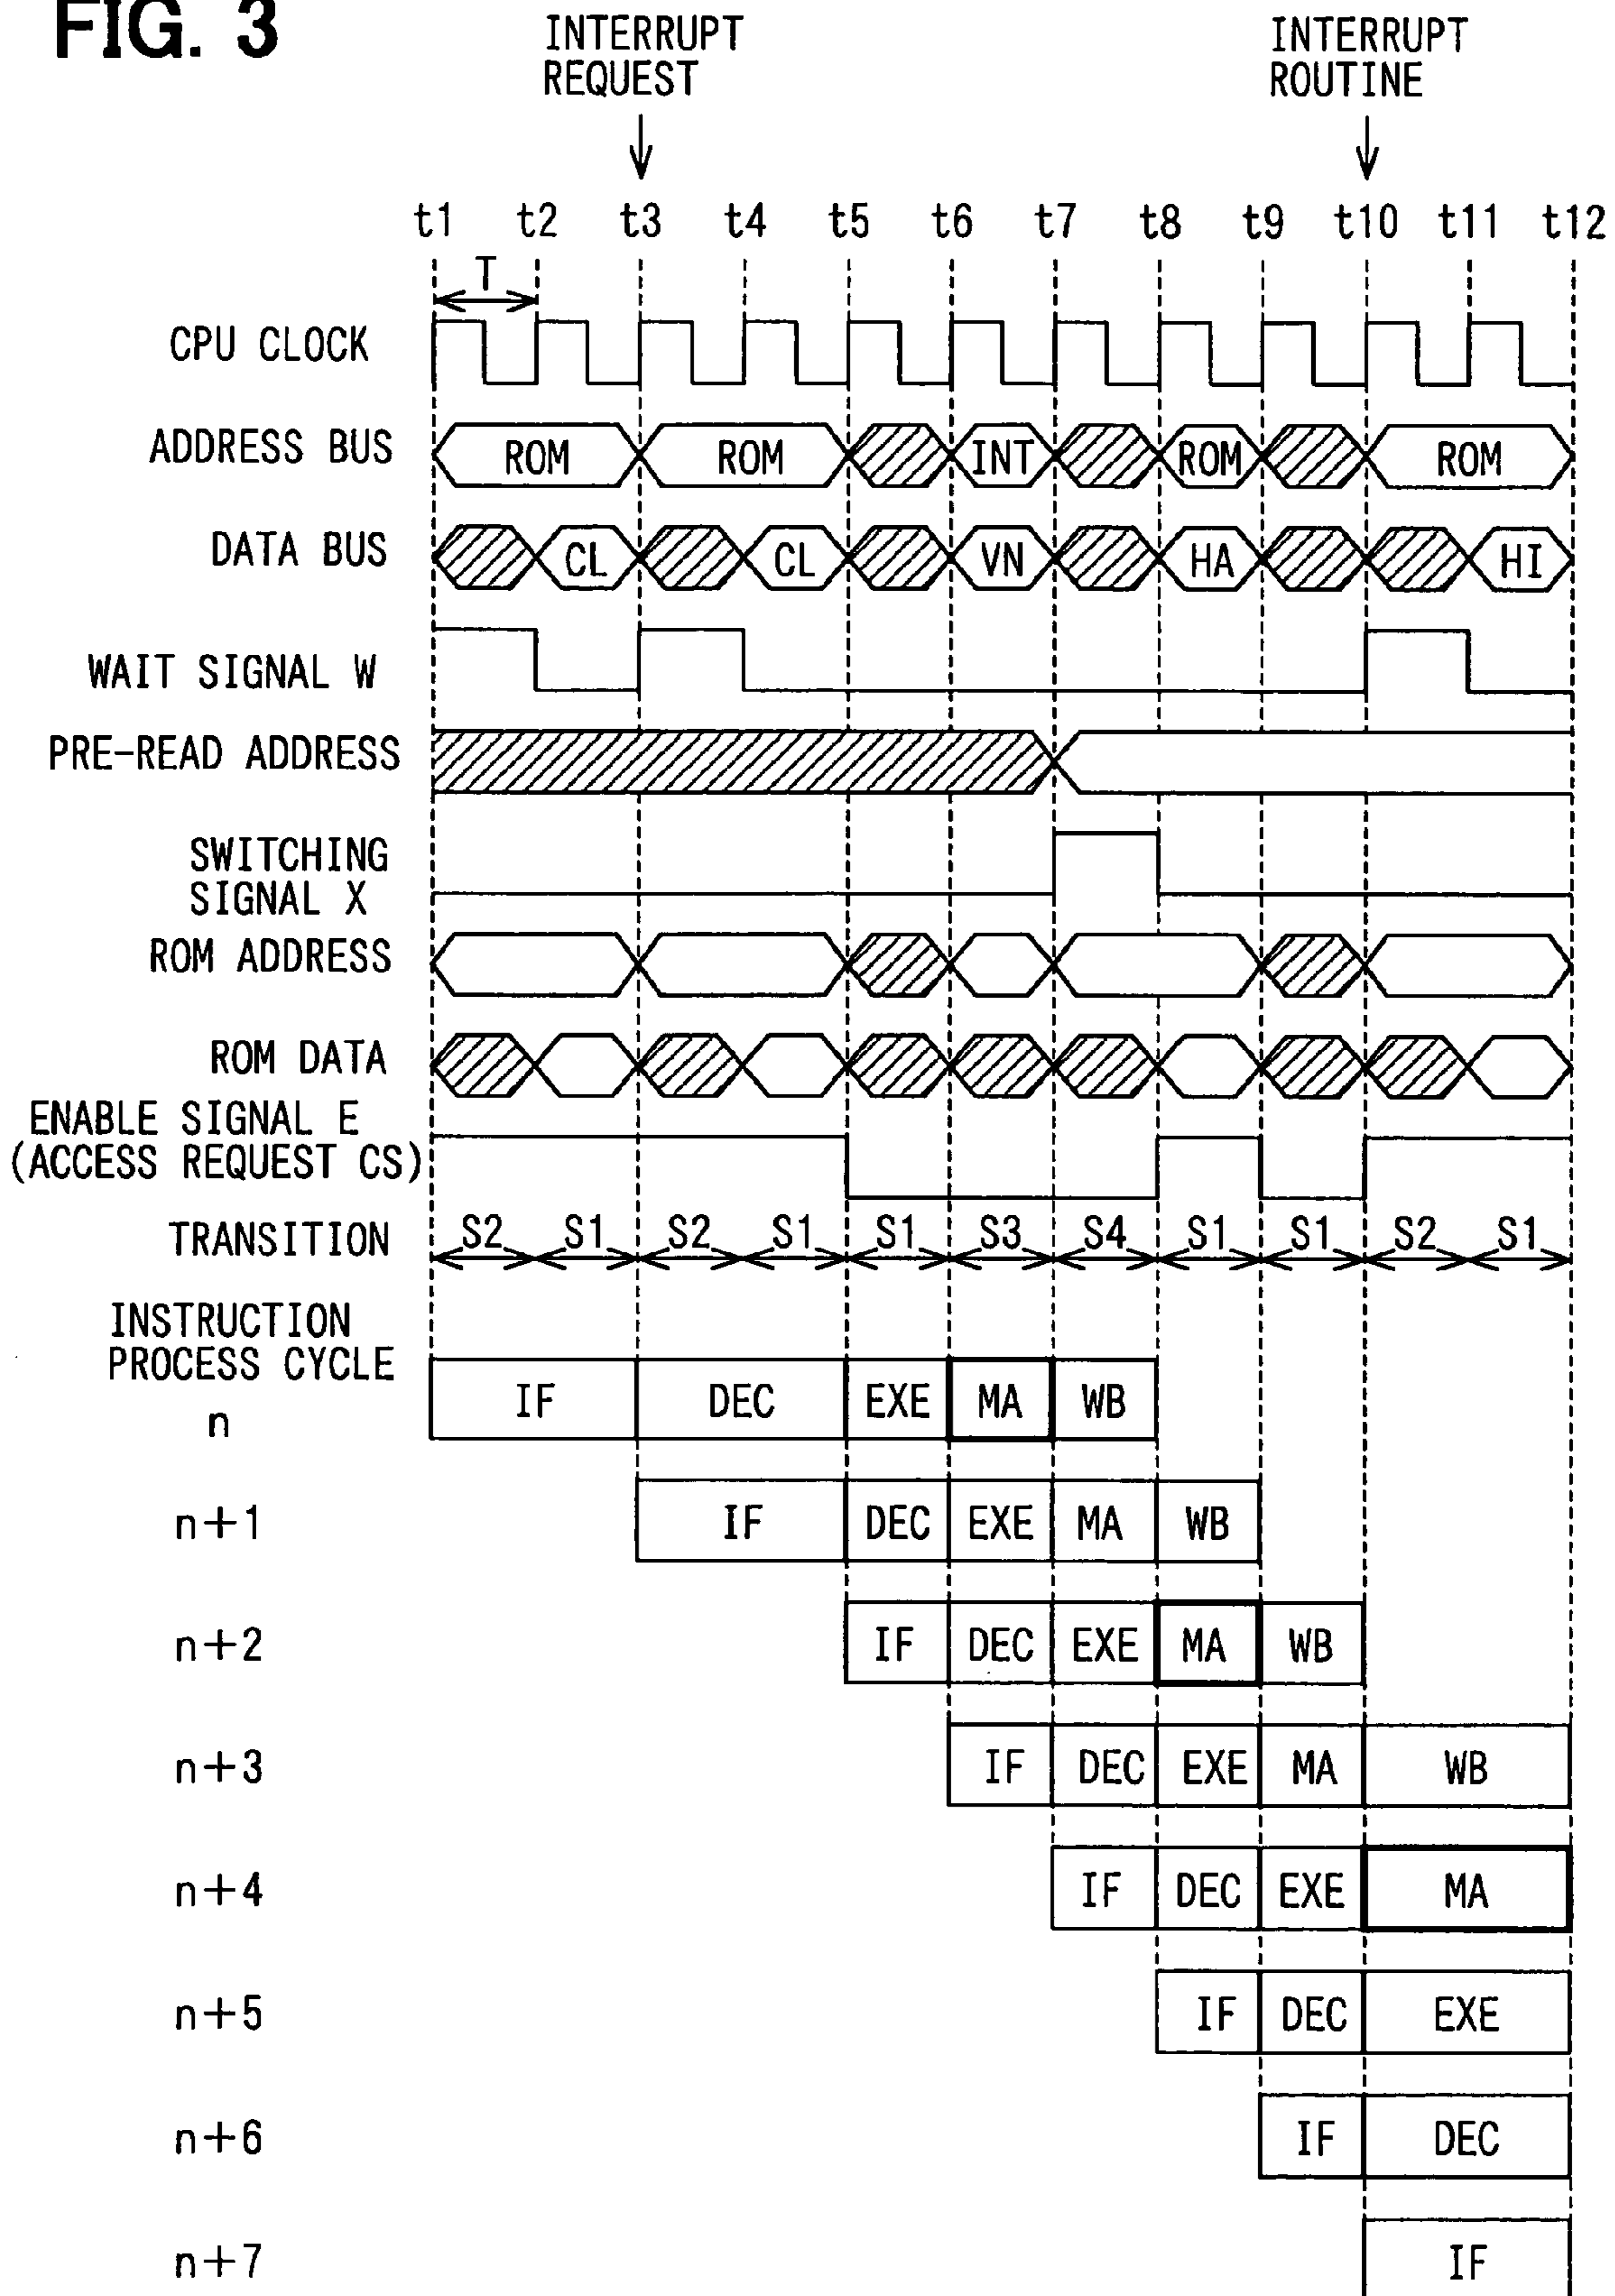 FIG. 3
INTERRUPT
REQUEST
INTERRUPT
ROUTINE
t1 t2 t3 t4 t5 t6 t7 t8 t9 t10 t11 t12
T
CPU CLOCK
ADDRESS BUS ROM ROM INT ROM ROM
DATA BUS CL CL VN HA HI
WAIT SIGNAL W
PRE-READ ADDRESS
SWITCHING
SIGNAL X
ROM ADDRESS
ROM DATA
ENABLE SIGNAL E
(ACCESS REQUEST CS)
TRANSITION S2 S1 S2 S1 S1 S3 S4 S1 S1 S2 S1
INSTRUCTION
PROCESS CYCLE
n IF DEC EXE MA WB
n+1 IF DEC EXE MA WB
n+2 IF DEC EXE MA WB
n+3 IF DEC EXE MA WB
n+4 IF DEC EXE MA
n+5 IF DEC EXE
n+6 IF DEC
n+7 IF